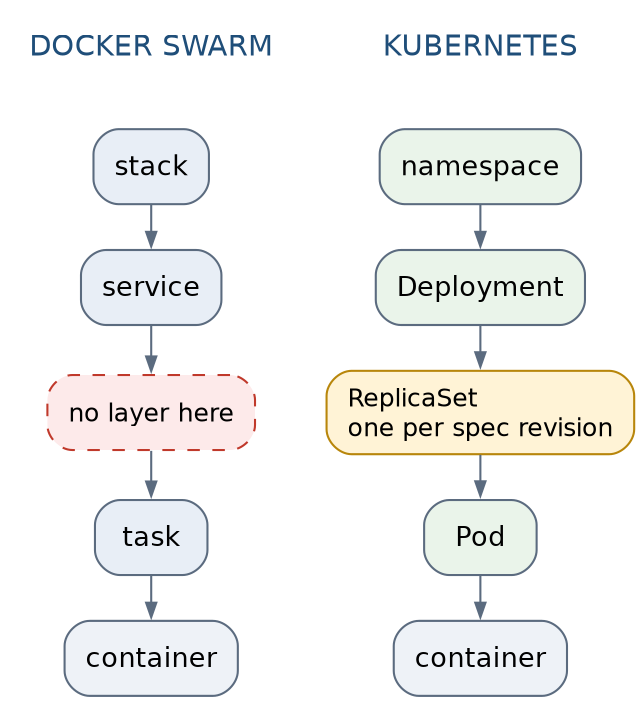 DOCKER SWARM
stack
service
no layer here
task
container
KUBERNETES
namespace
Deployment
ReplicaSet
one per spec revision
Pod
container